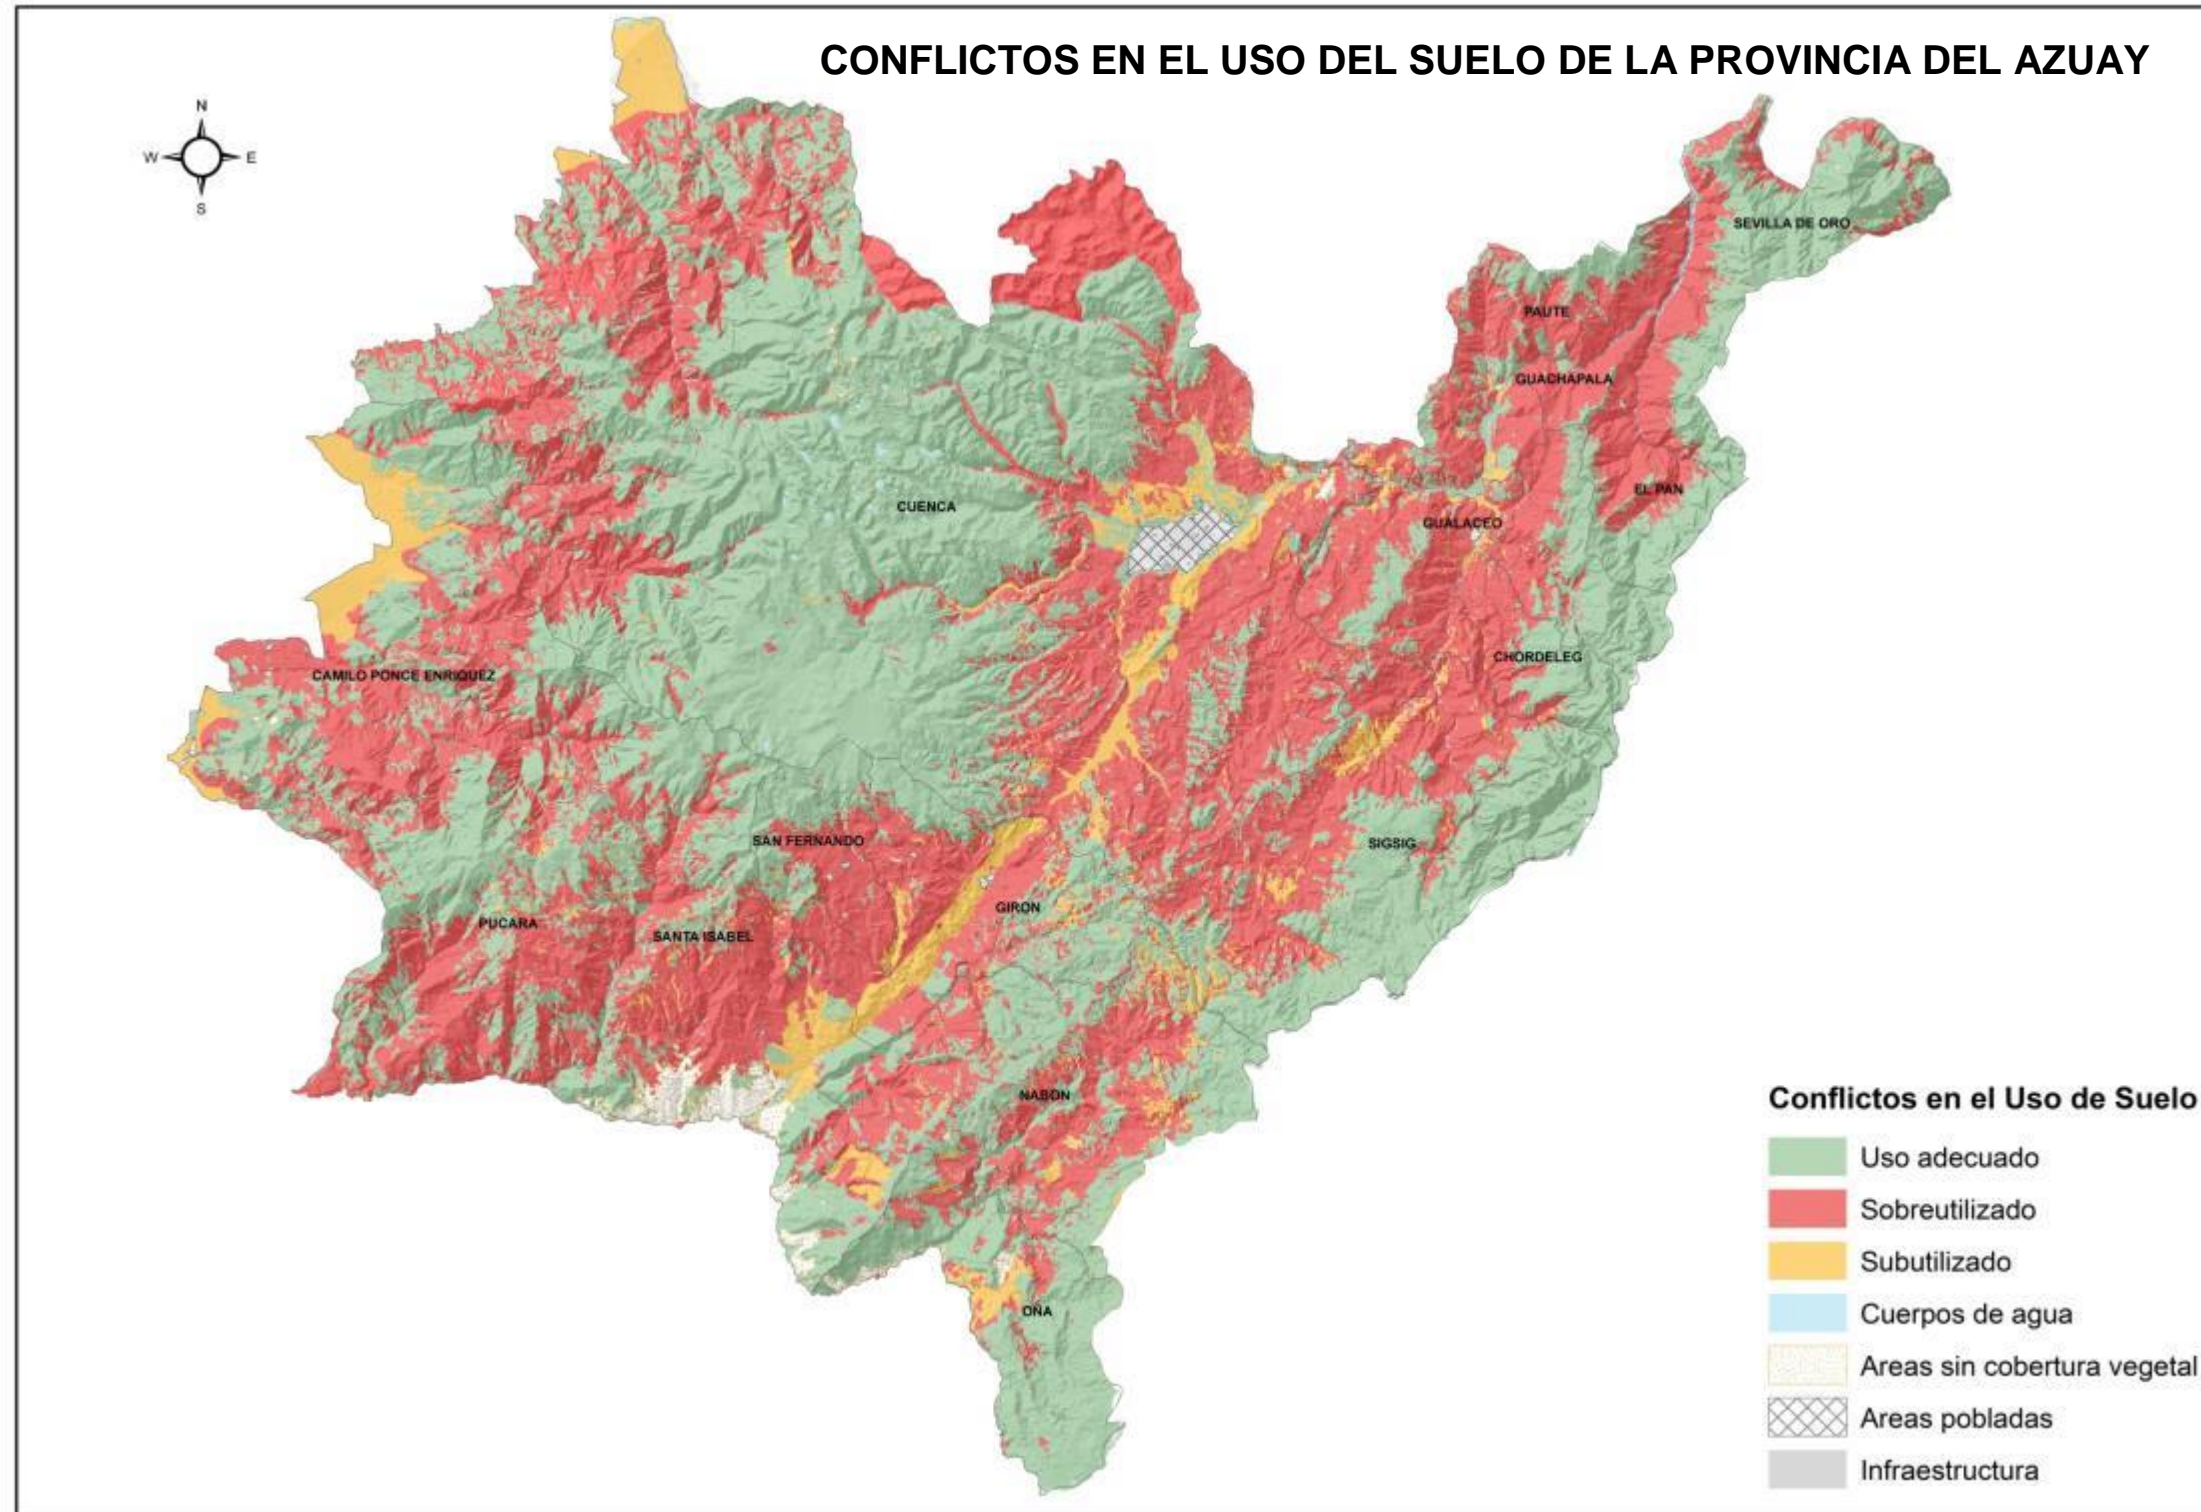 CONFLICTOS EN EL USO DEL SUELO DE LA PROVINCIA DEL AZUAY
N
W
E
S
SEVILLA DE ORO
PAUTE
GUACHAPALA
EL PAN
CUENCA
GUALACEO
CHORDELEG
CAMILO PONCE ENRIQUEZ
SAN FERNANDO
SIGSIG
GIRON
PUCARA
SANTA ISABEL
NABON
OÑA
Conflictos en el Uso de Suelo
Uso adecuado
Sobreutilizado
Subutilizado
Cuerpos de agua
Areas sin cobertura vegetal
Areas pobladas
Infraestructura